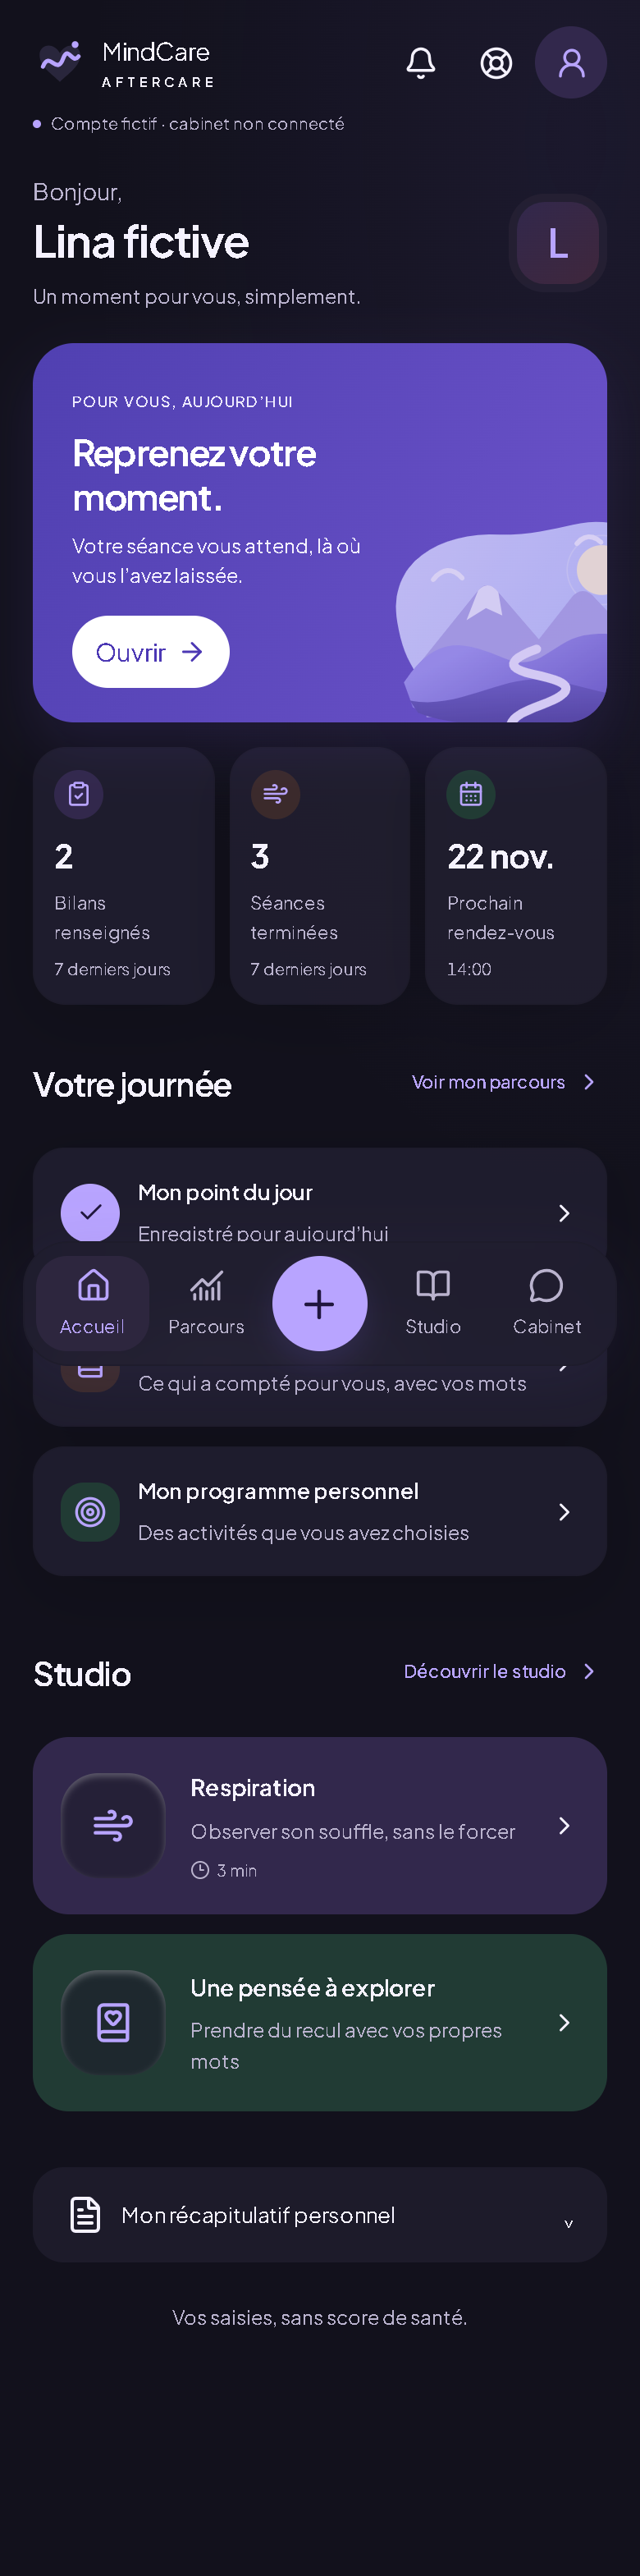 MindCare
AFTERCARE
Compte fictif · cabinet non connecté
Bonjour,
Lina fictive
L
Un moment pour vous, simplement.
POUR VOUS, AUJOURD’HUI
Reprenez votre
moment.
Votre séance vous attend, là où
vous l’avez laissée.
Ouvrir
2
Bilans
renseignés
7 derniers jours
3
Séances
terminées
7 derniers jours
22 nov.
Prochain
rendez-vous
14:00
Votre journée
Voir mon parcours
Mon point du jour
Enregistré pour aujourd’hui
Accueil
Parcours
Studio
Cabinet
Ce qui a compté pour vous, avec vos mots
Mon programme personnel
Des activités que vous avez choisies
Studio
Découvrir le studio
Respiration
Observer son souffle, sans le forcer
3 min
Une pensée à explorer
Prendre du recul avec vos propres
mots
Mon récapitulatif personnel
v
Vos saisies, sans score de santé.